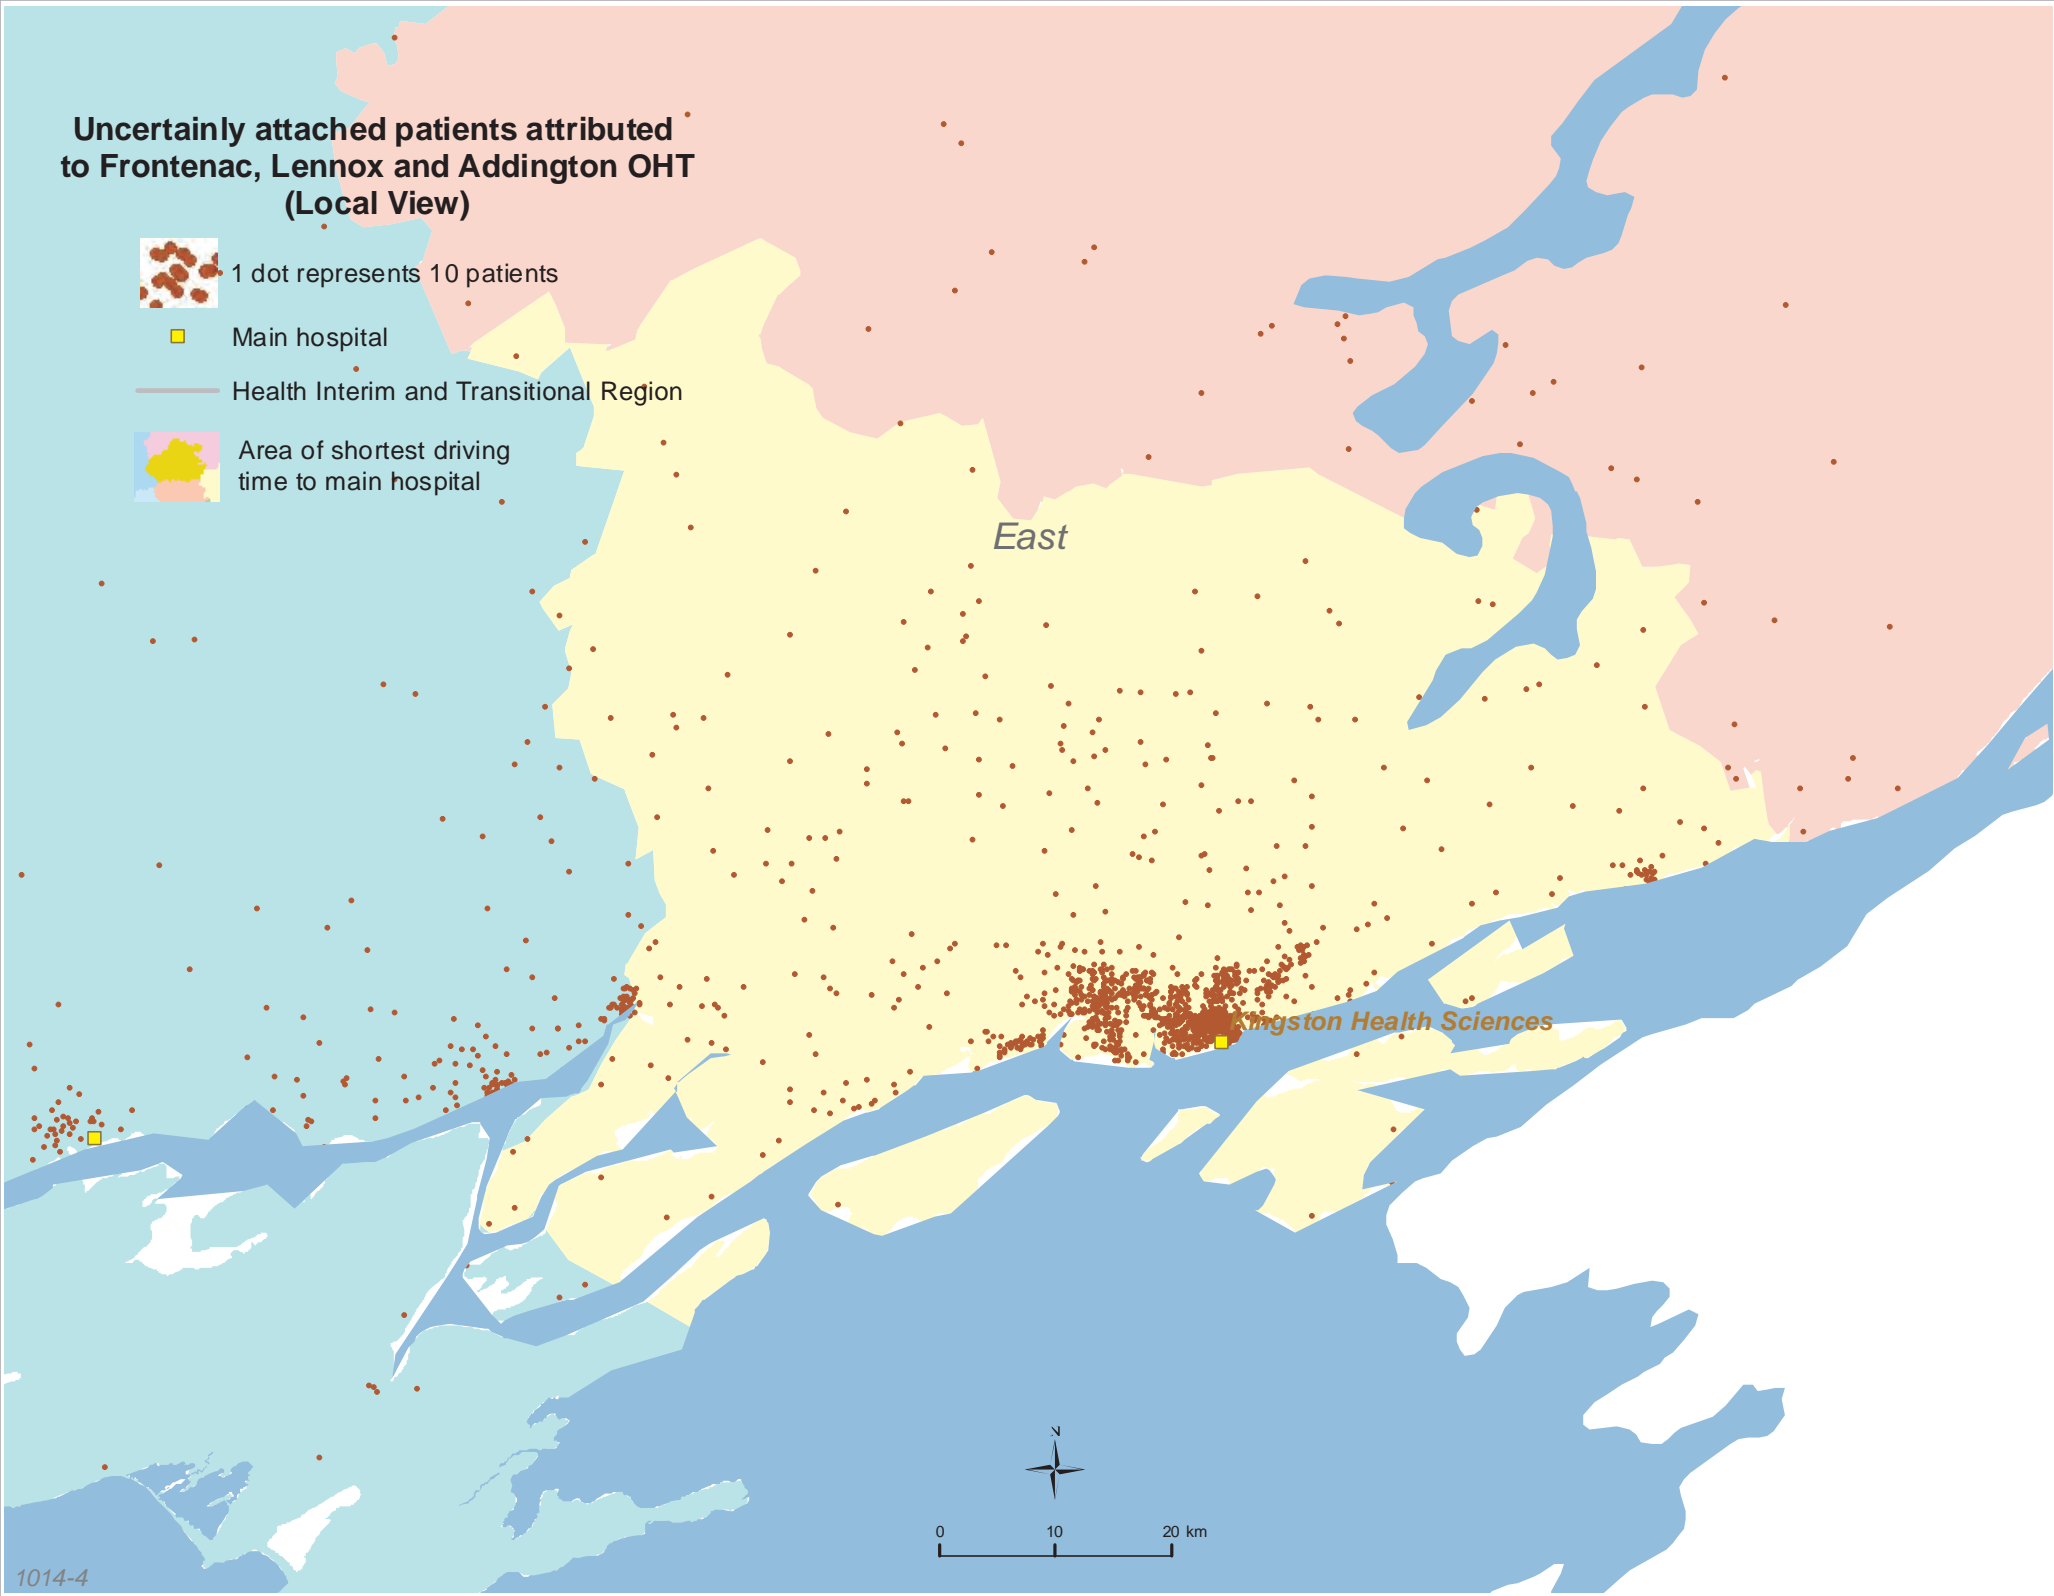 Uncertainly attached patients attributed
to Frontenac, Lennox and Addington OHT
(Local View)
1 dot represents 10 patients
Main hospital
Health Interim and Transitional Region
Area of shortest driving
time to main hospital
East
Kingston Health Sciences
N
0 10 20 km
1014-4